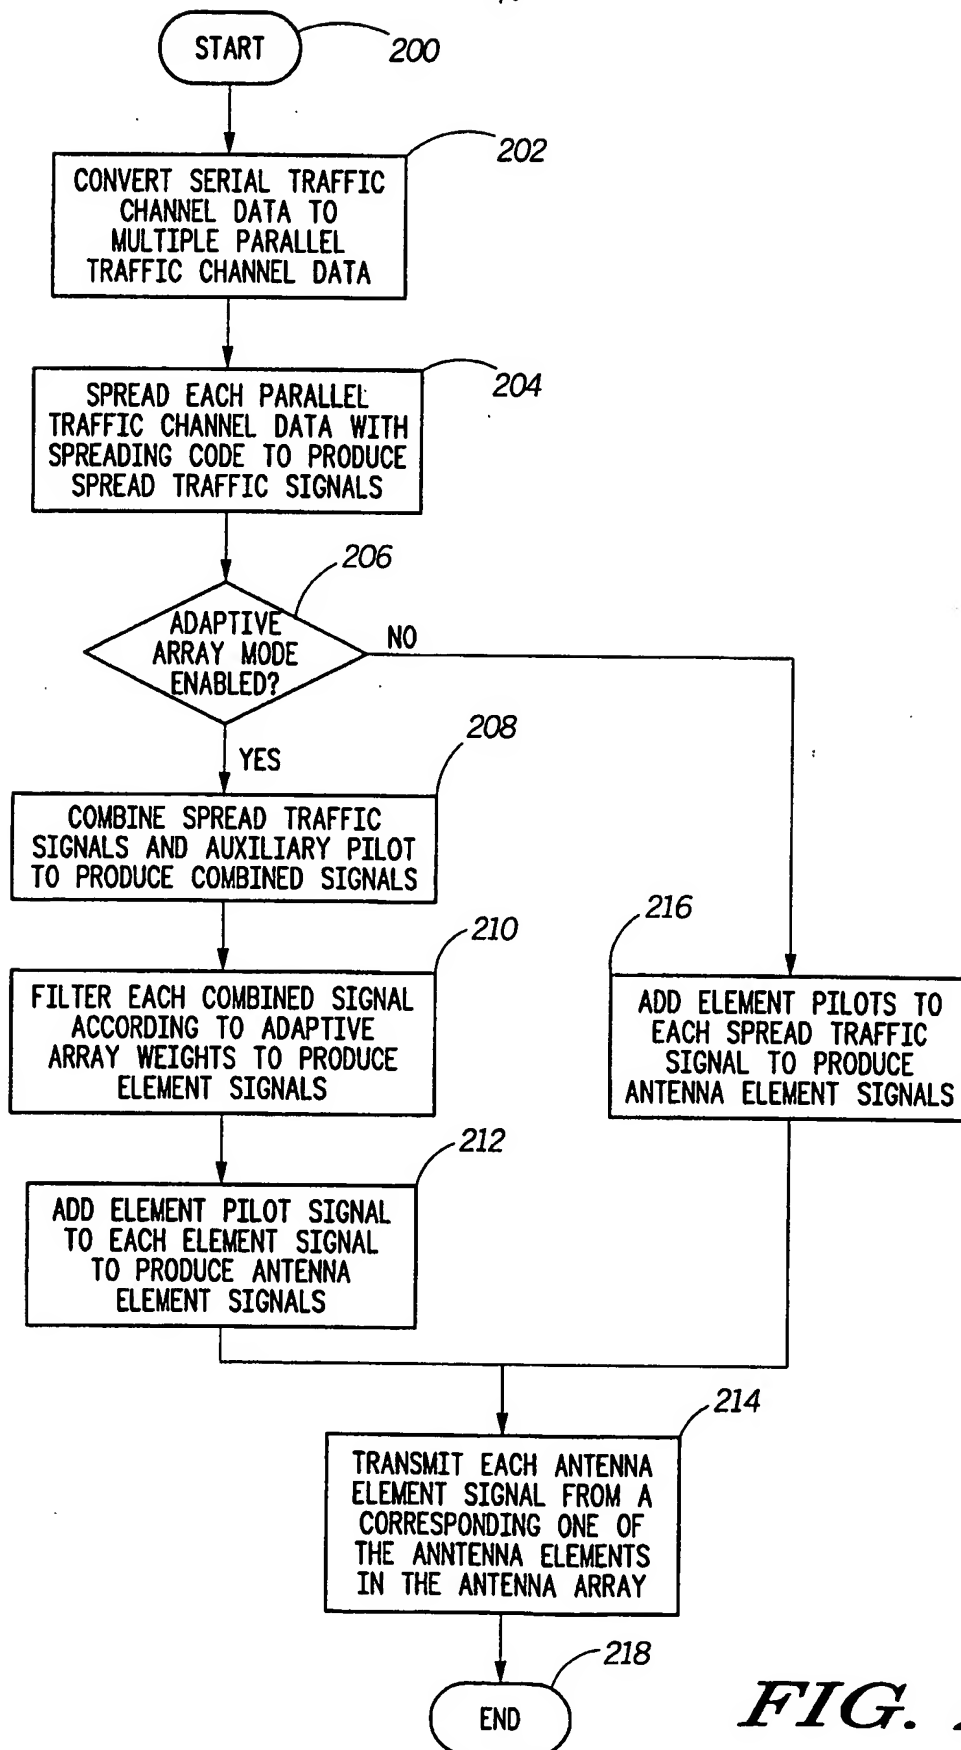 START
200
202
CONVERT SERIAL TRAFFIC
CHANNEL DATA TO
MULTIPLE PARALLEL
TRAFFIC CHANNEL DATA
204
SPREAD EACH PARALLEL
TRAFFIC CHANNEL DATA WITH
SPREADING CODE TO PRODUCE
SPREAD TRAFFIC SIGNALS
206
ADAPTIVE
ARRAY MODE
ENABLED?
NO
YES
208
COMBINE SPREAD TRAFFIC
SIGNALS AND AUXILIARY PILOT
TO PRODUCE COMBINED SIGNALS
210
FILTER EACH COMBINED SIGNAL
ACCORDING TO ADAPTIVE
ARRAY WEIGHTS TO PRODUCE
ELEMENT SIGNALS
216
ADD ELEMENT PILOTS TO
EACH SPREAD TRAFFIC
SIGNAL TO PRODUCE
ANTENNA ELEMENT SIGNALS
212
ADD ELEMENT PILOT SIGNAL
TO EACH ELEMENT SIGNAL
TO PRODUCE ANTENNA
ELEMENT SIGNALS
214
TRANSMIT EACH ANTENNA
ELEMENT SIGNAL FROM A
CORRESPONDING ONE OF
THE ANNTENNA ELEMENTS
IN THE ANTENNA ARRAY
218
END
FIG.